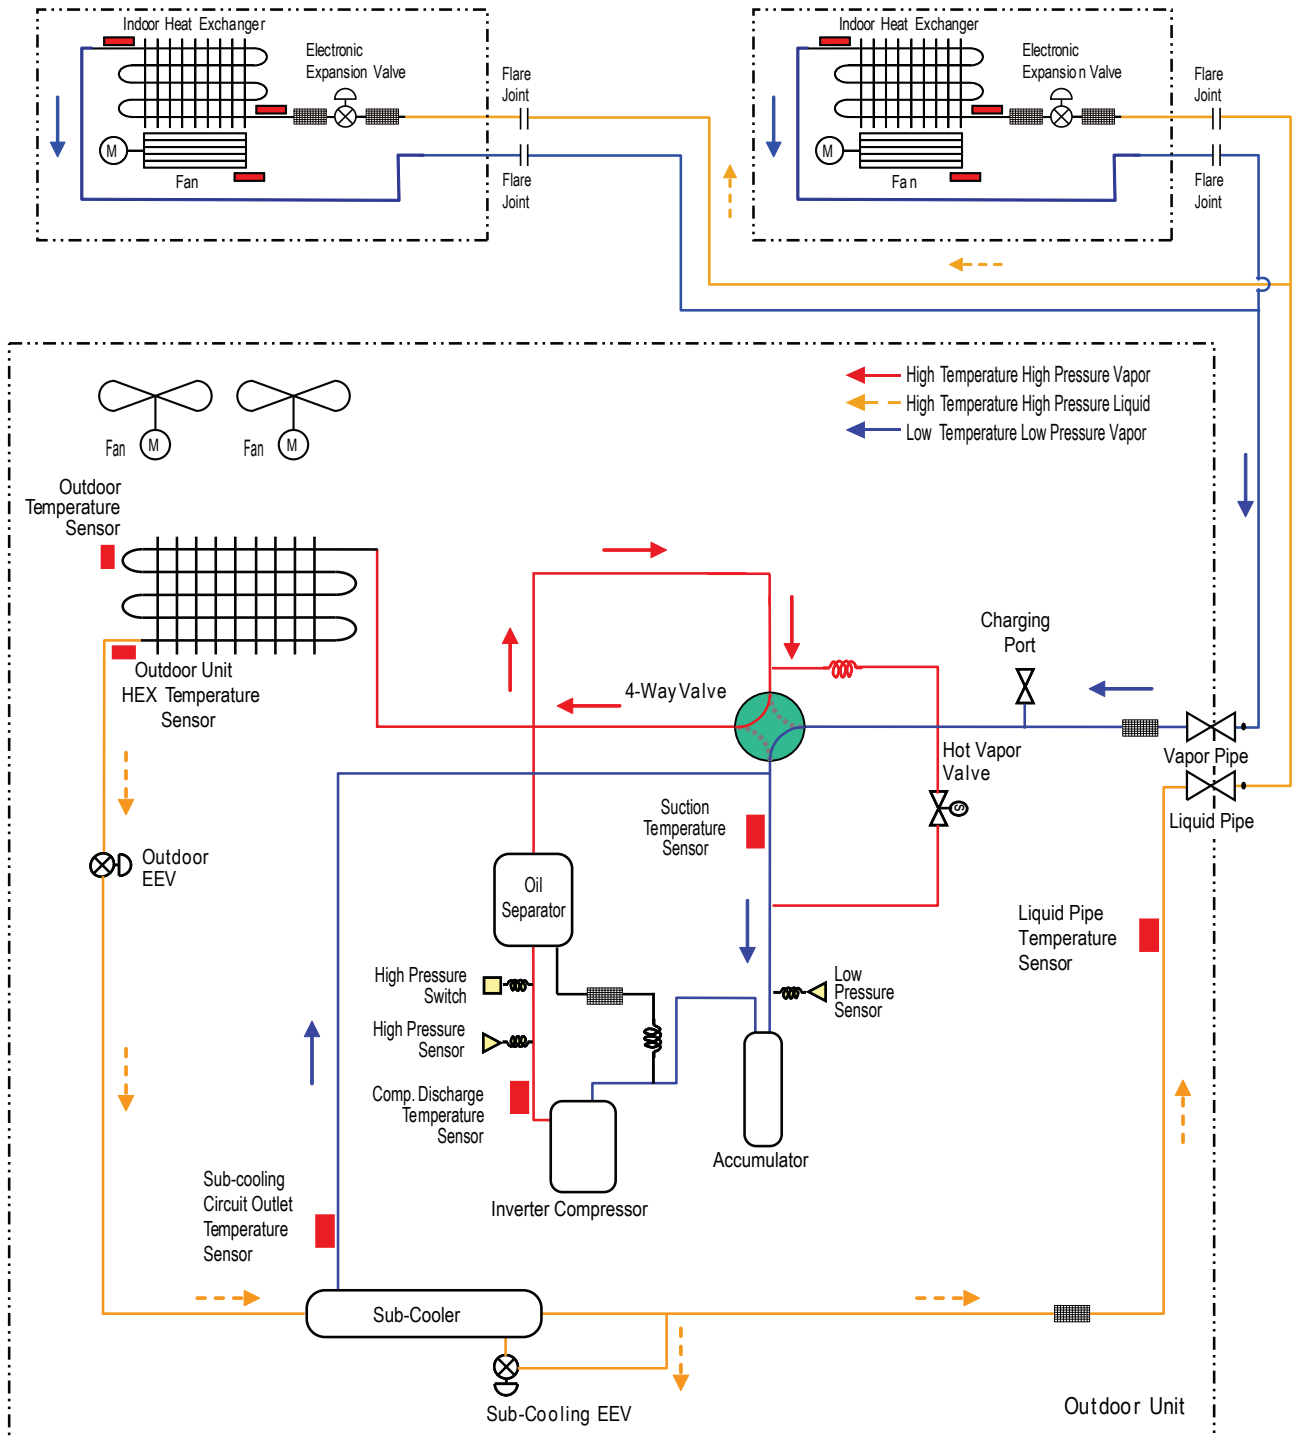 Indoor Heat Exchanger
Electronic
Expansion Valve
Flare
Joint
M
Fan
Flare
Joint
Indoor Heat Exchanger
Electronic
Expansion Valve
Flare
Joint
M
Fan
Flare
Joint
High Temperature High Pressure Vapor
High Temperature High Pressure Liquid
Low Temperature Low Pressure Vapor
Fan
M
Fan
M
Outdoor
Temperature
Sensor
Outdoor Unit
HEX Temperature
Sensor
4-Way Valve
Charging
Port
Hot Vapor
Valve
S
Vapor Pipe
Liquid Pipe
Suction
Temperature
Sensor
Outdoor
EEV
Oil
Separator
Liquid Pipe
Temperature
Sensor
High Pressure
Switch
Low
Pressure
Sensor
High Pressure
Sensor
Comp. Discharge
Temperature
Sensor
Accumulator
Inverter Compressor
Sub-cooling
Circuit Outlet
Temperature
Sensor
Sub-Cooler
Sub-Cooling EEV
Outdoor Unit